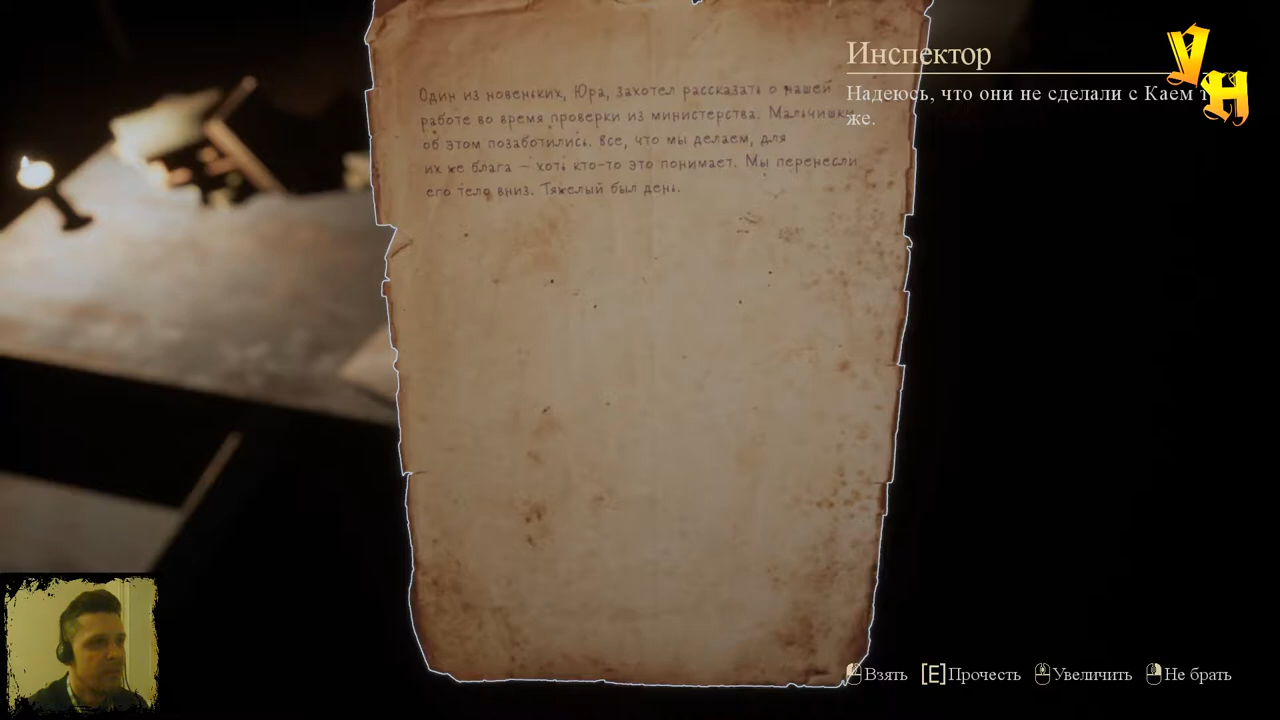 Один из новеньких, Юра, захотел рассказать о нашей
работе во время проверки из министерства. Мальчишки
об этом позаботились. Все, что мы делаем, для
их же блага – хоть кто-то это понимает. Мы перенесли
его тело вниз. Тяжелый был день.
Инспектор
Надеюсь, что они не сделали с Каем
же.
VH
Взять [E]Прочесть Увеличить Не брать